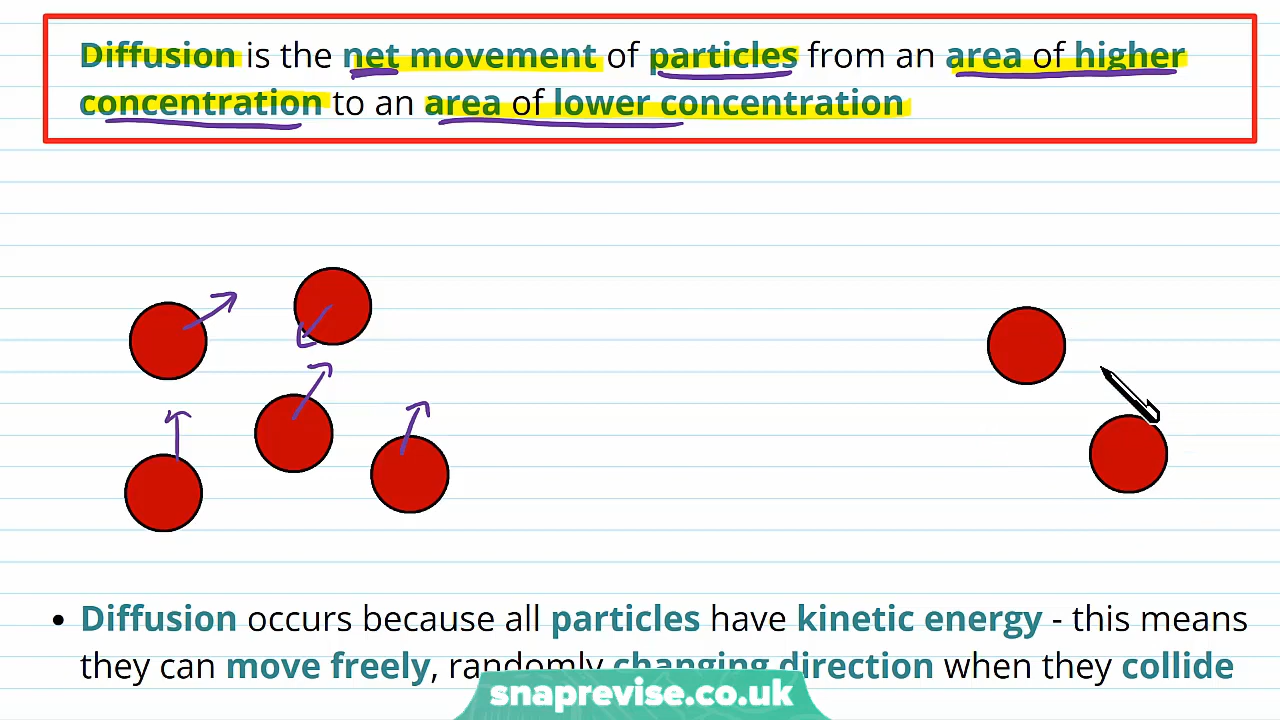 Diffusion is the net movement of particles from an area of higher
concentration to an area of lower concentration
• Diffusion occurs because all particles have kinetic energy - this means
they can move freely, randomly changing direction when they collide
snaprevise.co.uk